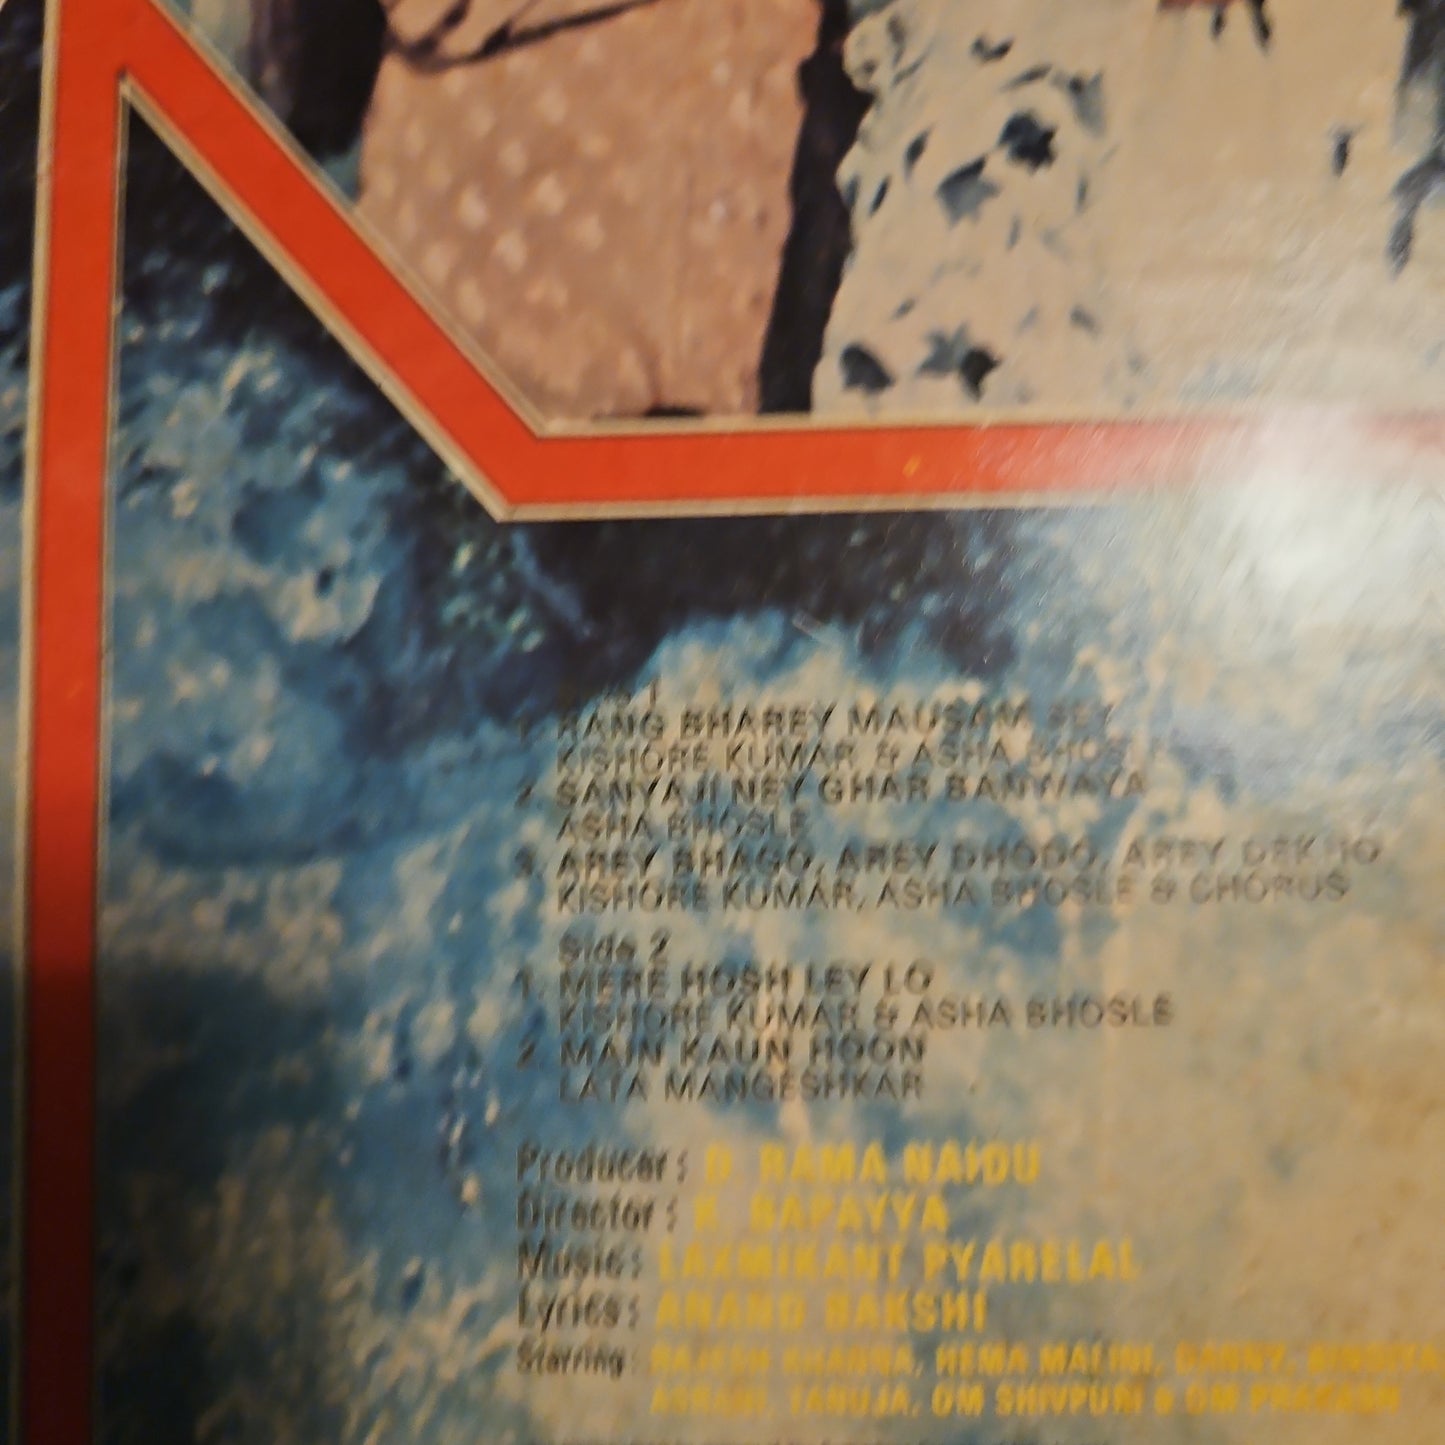 Side 1
1. RANG BHAREY MAUSAM SEY
KISHORE KUMAR & ASHA BHOSLE
2. SANYAJI NEY GHAR BANWAYA
ASHA BHOSLE
3. AREY BHAGO, AREY DHODO, AREY DEKHO
KISHORE KUMAR, ASHA BHOSLE & CHORUS
Side 2
1. MERE HOSH LEY LO
KISHORE KUMAR & ASHA BHOSLE
2. MAIN KAUN HOON
LATA MANGESHKAR
Producer: D. RAMA NAIDU
Director: K. BAPAYYA
Music: LAXMIKANT PYARELAL
Lyrics: ANAND BAKSHI
Starring: RAJESH KHANNA, HEMA MALINI, DANNY, BINDIYA
ASRANI, TANUJA, OM SHIVPURI & OM PRAKASH